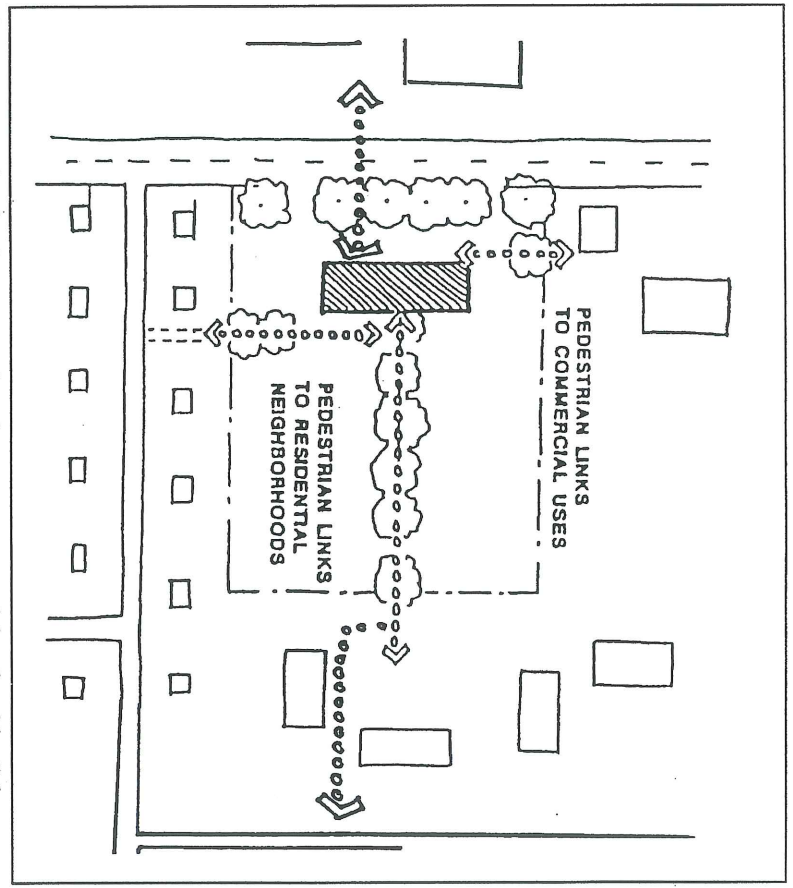 PEDESTRIAN LINKS
TO COMMERCIAL USES
PEDESTRIAN LINKS
TO RESIDENTIAL
NEIGHBORHOODS